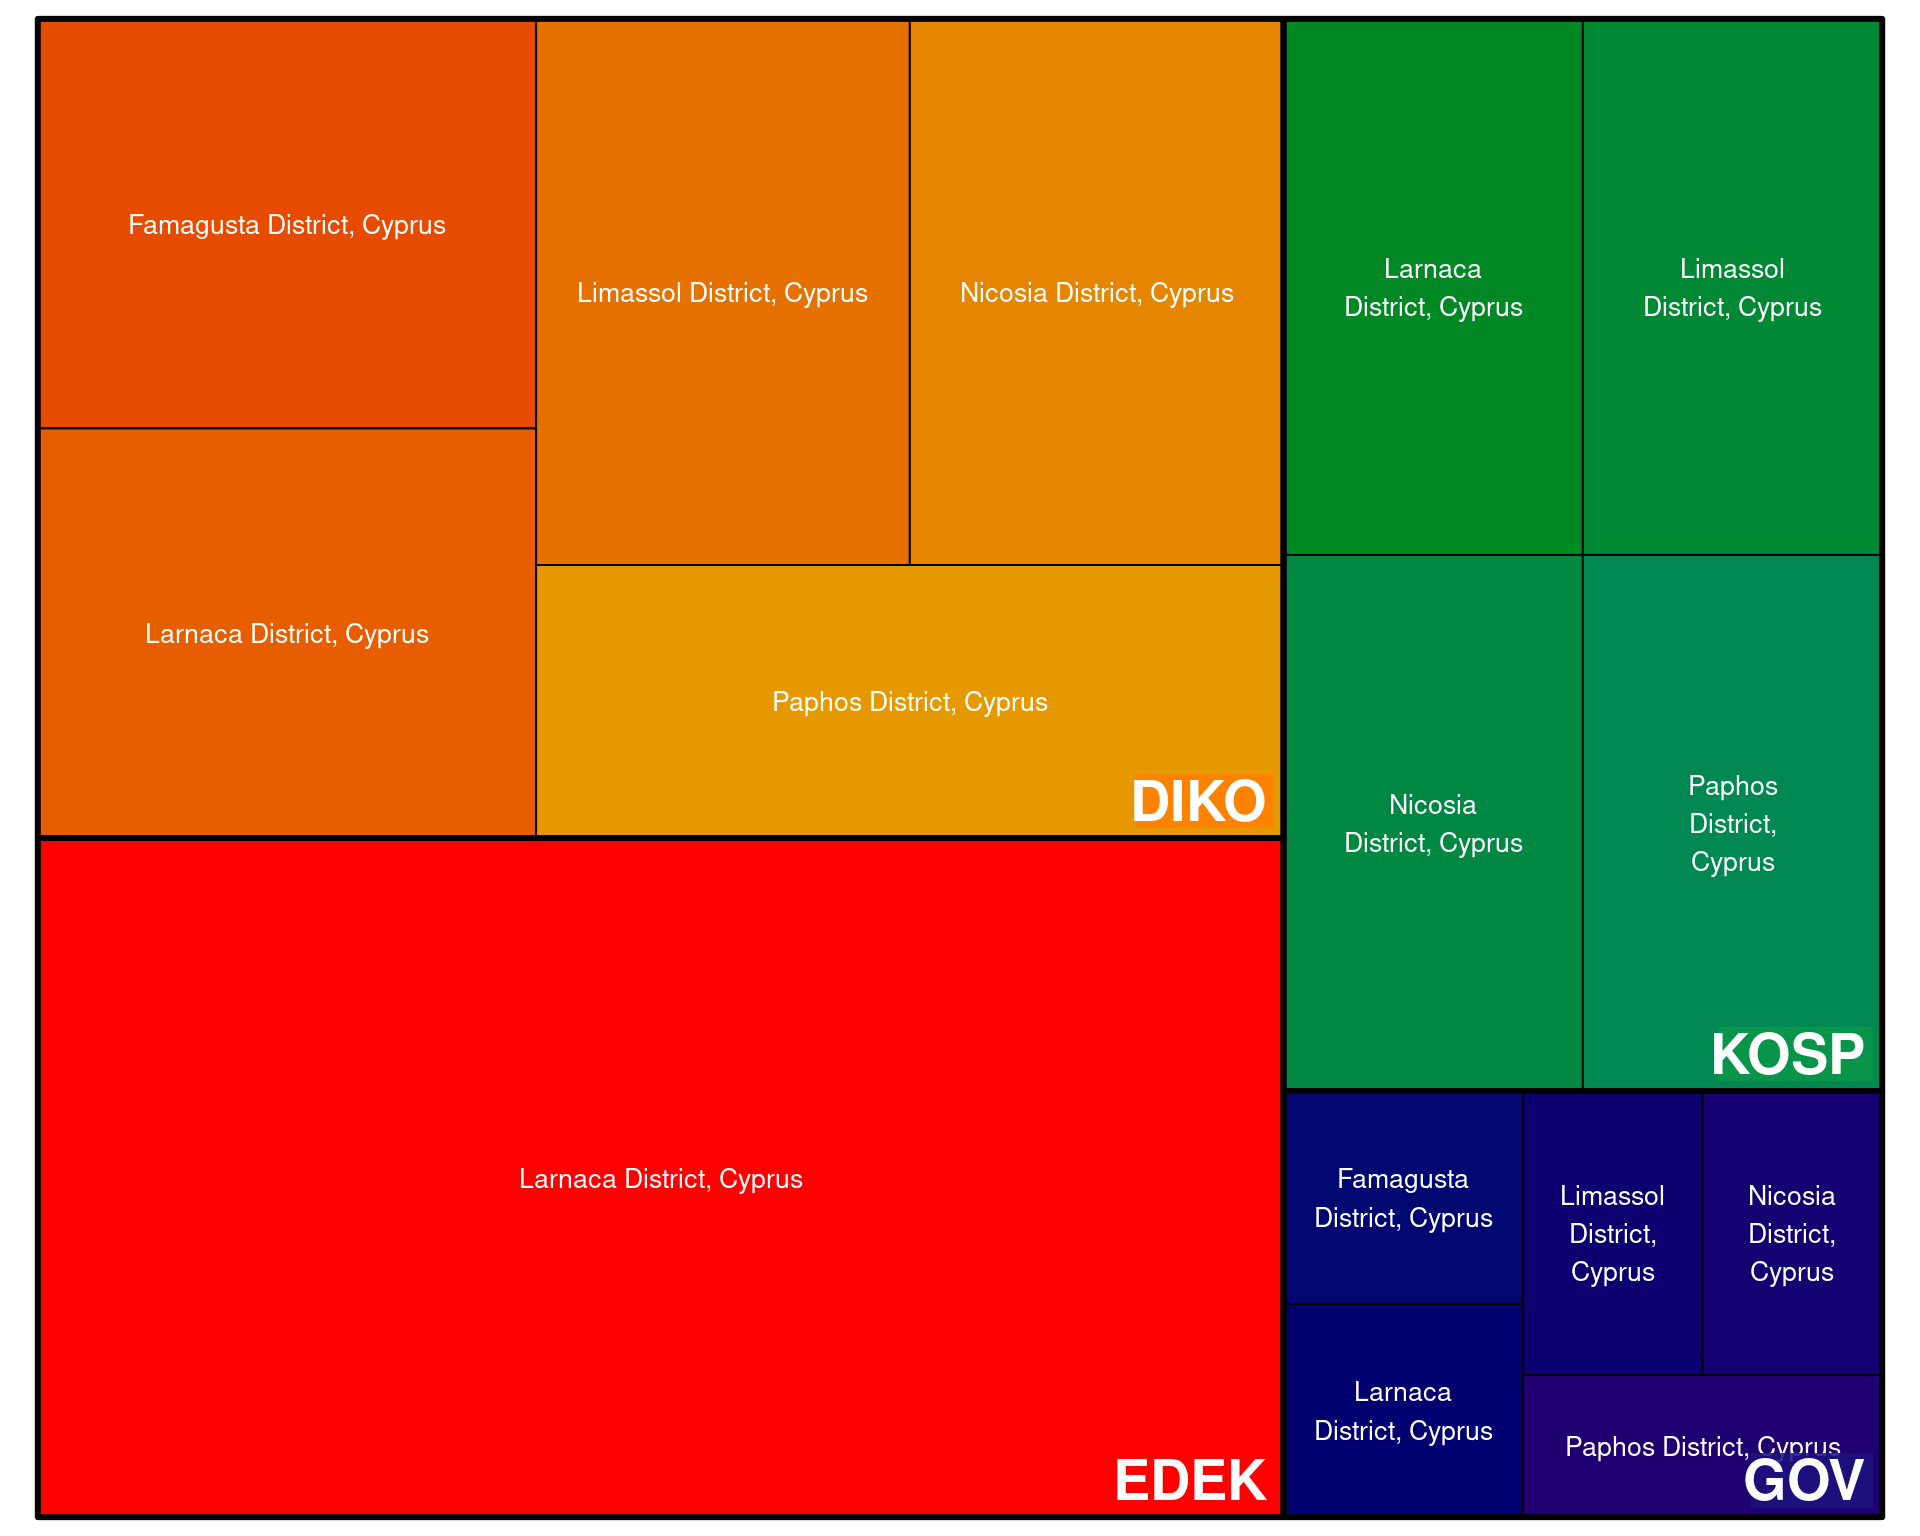 Famagusta District, Cyprus
Limassol District, Cyprus
Nicosia District, Cyprus
Larnaca District, Cyprus
Paphos District, Cyprus
DIKO
Larnaca District, Cyprus
EDEK
Larnaca
District, Cyprus
Limassol
District, Cyprus
Nicosia
District, Cyprus
Paphos
District,
Cyprus
KOSP
Famagusta
District, Cyprus
Limassol
District,
Cyprus
Nicosia
District,
Cyprus
Larnaca
District, Cyprus
Paphos District, Cyprus
GOV